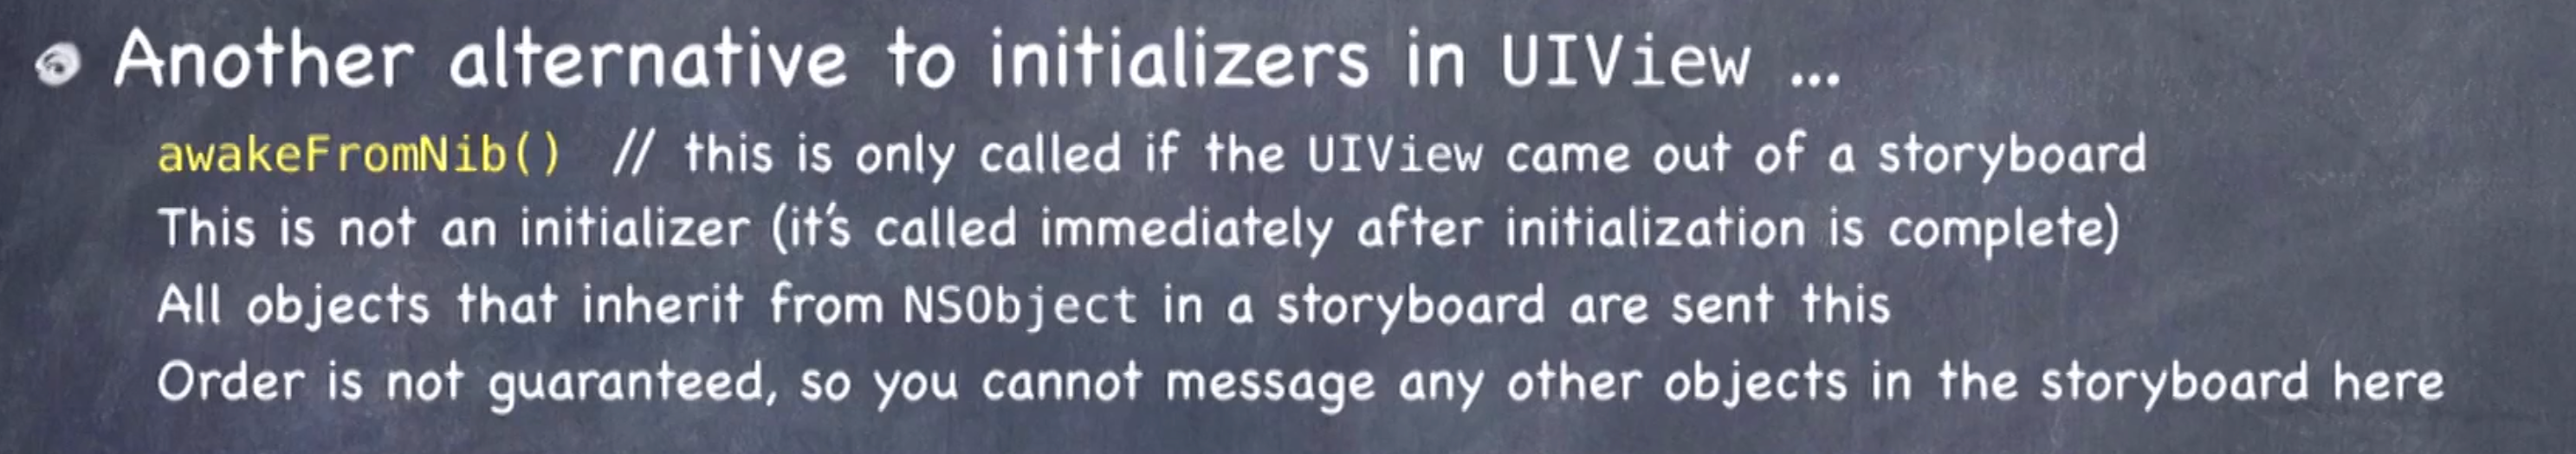 Another alternative to initializers in UIView ...
awakeFromNib() // this is only called if the UIView came out of a storyboard
This is not an initializer (it's called immediately after initialization is complete)
All objects that inherit from NSObject in a storyboard are sent this
Order is not guaranteed, so you cannot message any other objects in the storyboard here